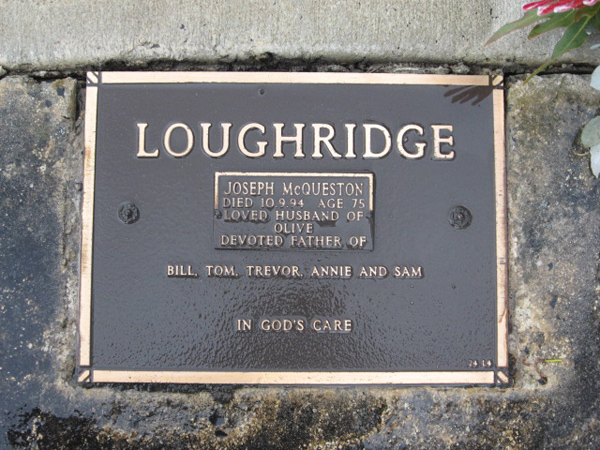 LOUGHRIDGE
JOSEPH McQUESTON
DIED 10.9.94 AGE 75
LOVED HUSBAND OF
OLIVE
DEVOTED FATHER OF
BILL, TOM, TREVOR, ANNIE AND SAM
IN GOD'S CARE